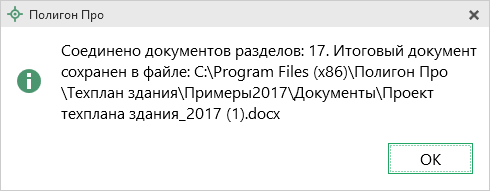 Полигон Про
Соединено документов разделов: 17. Итоговый документ
сохранен в файле: C:\Program Files (x86)\Полигон Про
\Техплан здания\Примеры2017\Документы\Проект
техплана здания_2017 (1).docx
OK